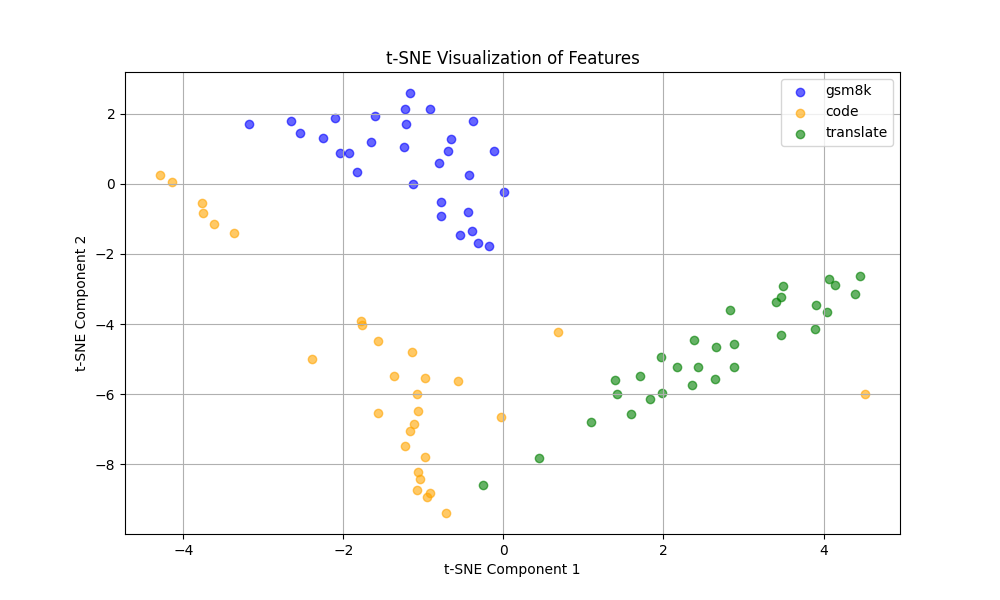 t-SNE Visualization of Features
gsm8k
code
translate
2
0
−2
−4
−6
−8
t-SNE Component 2
−4
−2
0
2
4
t-SNE Component 1